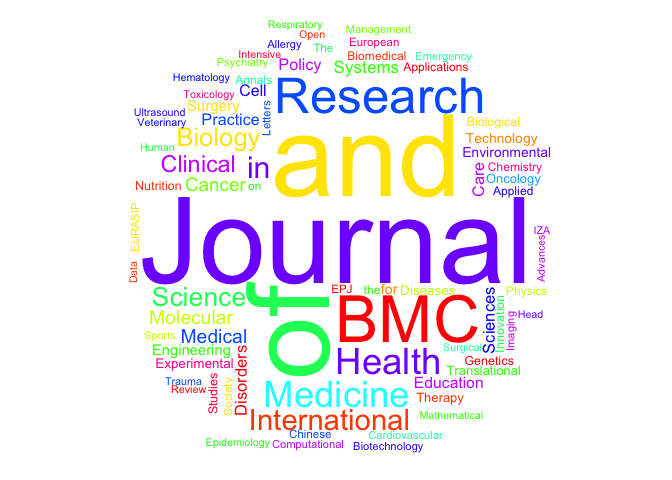 Respiratory
Management
Open
Allergy
The
European
Intensive
Biomedical
Emergency
Psychiatry
Policy
Systems
Applications
Hematology
Annals
Cell
Toxicology
Research
Surgery
Letters
Ultrasound
Practice
Veterinary
and
Biological
Biology
Technology
Human
Environmental
Clinical
in
Care
Chemistry
Oncology
Nutrition
Cancer
on
Applied
Journal
EURASIP
IZA
Advances
Data
of
EPJ
the
for
Diseases
Physics
Science
BMC
Sciences
Innovation
Imaging
Head
Molecular
Sports
Medical
Surgical
Engineering
Health
Genetics
Experimental
Disorders
Translational
Trauma
Education
Review
Studies
Society
Medicine
Therapy
International
Mathematical
Chinese
Cardiovascular
Epidemiology
Computational
Biotechnology